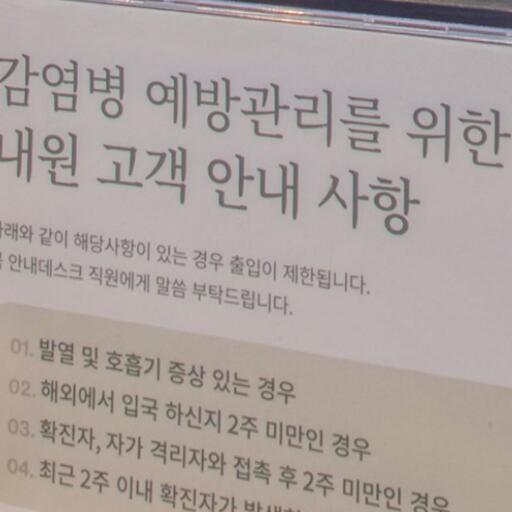 감염병 예방관리를 위한
내원 고객 안내 사항
아래와 같이 해당사항이 있는 경우 출입이 제한됩니다.
안내데스크 직원에게 말씀 부탁드립니다.
01. 발열 및 호흡기 증상 있는 경우
02. 해외에서 입국 하신지 2주 미만인 경우
03. 확진자, 자가 격리자와 접촉 후 2주 미만인 경우
04. 최근 2주 이내 확진자가